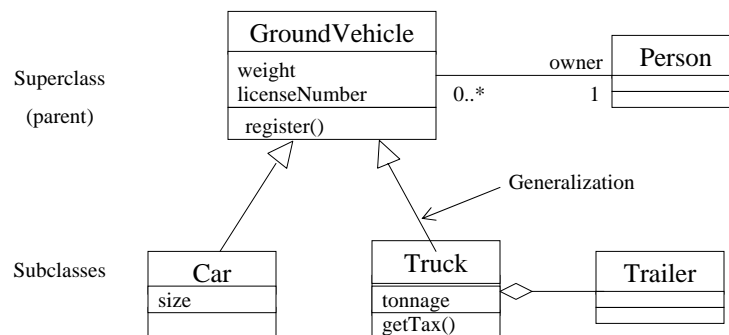 GroundVehicle
weight
licenseNumber
register()
Superclass
(parent)
owner
Person
0..*
1
Generalization
Subclasses
Car
size
Truck
tonnage
getTax()
Trailer